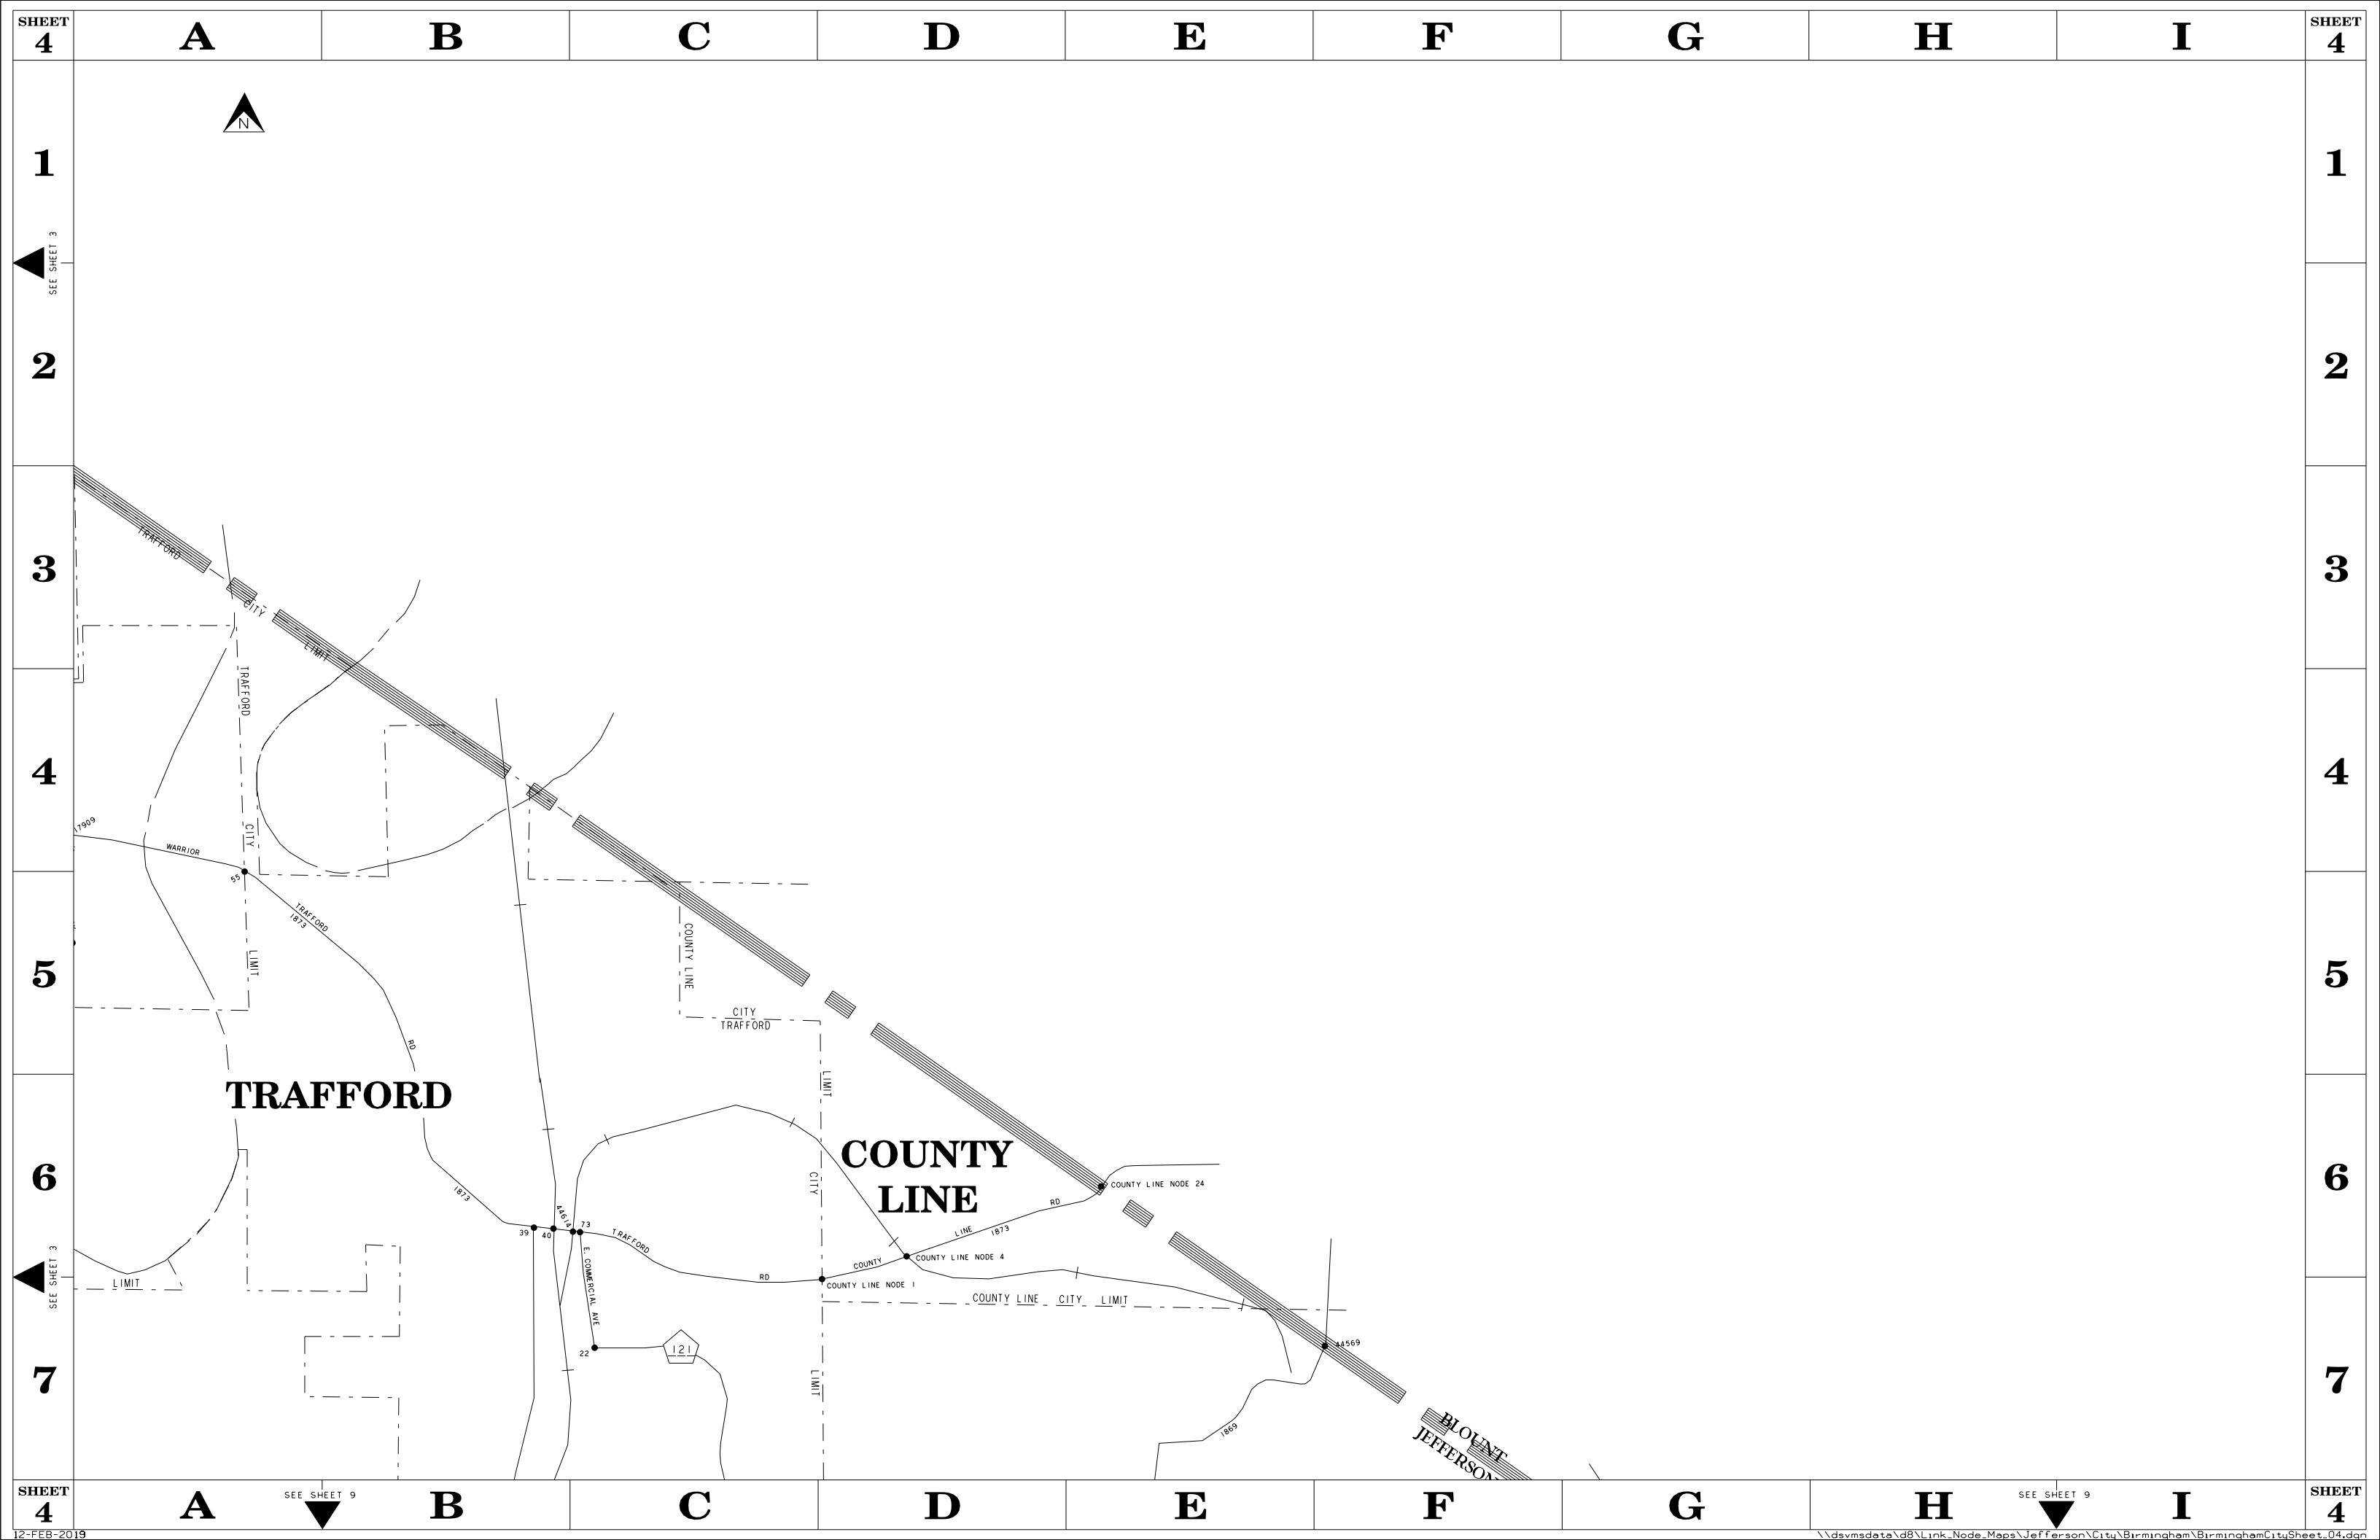 SHEET
4
A
B
C
D
E
F
G
H
I
SHEET
4
N
1
1
SEE SHEET 3
2
2
3
3
TRAFFORD
CITY
LIMIT
TRAFFORD
CITY
LIMIT
4
4
17909
WARRIOR
55
TRAFFORD
1873
RD
5
5
COUNTY LINE
CITY
TRAFFORD
LIMIT
TRAFFORD
COUNTY
LINE
6
6
CITY
COUNTY LINE NODE 24
1873
44614
39
40
73
TRAFFORD
RD
E. COMMERCIAL AVE
COUNTY
LINE
1873
RD
COUNTY LINE NODE 4
COUNTY LINE NODE 1
SEE SHEET 3
LIMIT
COUNTY LINE CITY LIMIT
22
121
LIMIT
44569
7
7
1869
BLOUNT
JEFFERSON
SHEET
4
A
SEE SHEET 9
B
C
D
E
F
G
H
SEE SHEET 9
I
SHEET
4
12-FEB-2019
\\dsvmsdata\d8\Link_Node_Maps\Jefferson\City\Birmingham\BirminghamCitySheet_04.dgn